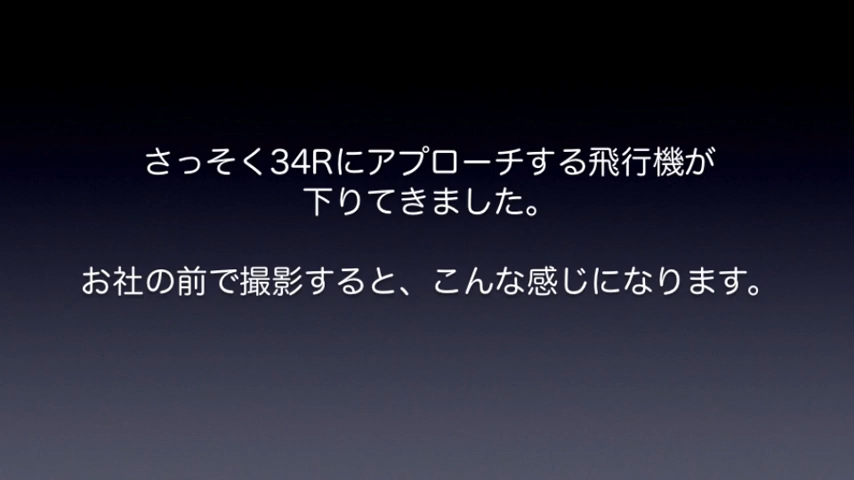 さっそく34Rにアプローチする飛行機が
下りてきました。
お社の前で撮影すると、こんな感じになります。